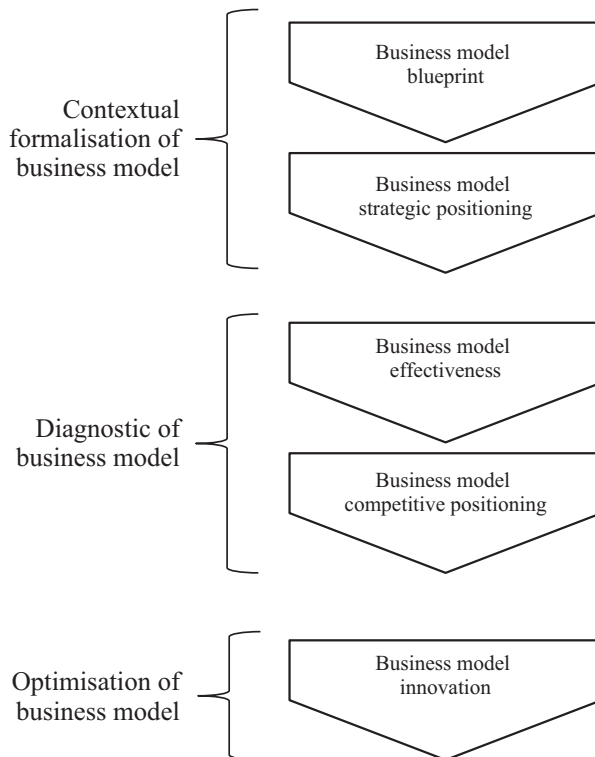 Business model
blueprint
Contextual
formalisation of
business model
Business model
strategic positioning
Business model
effectiveness
Diagnostic of
business model
Business model
competitive positioning
Business model
innovation
Optimisation of
business model